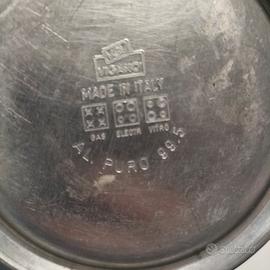 MADE IN ITALY
GAS ELECTR VITRO
AL PURO 99.5